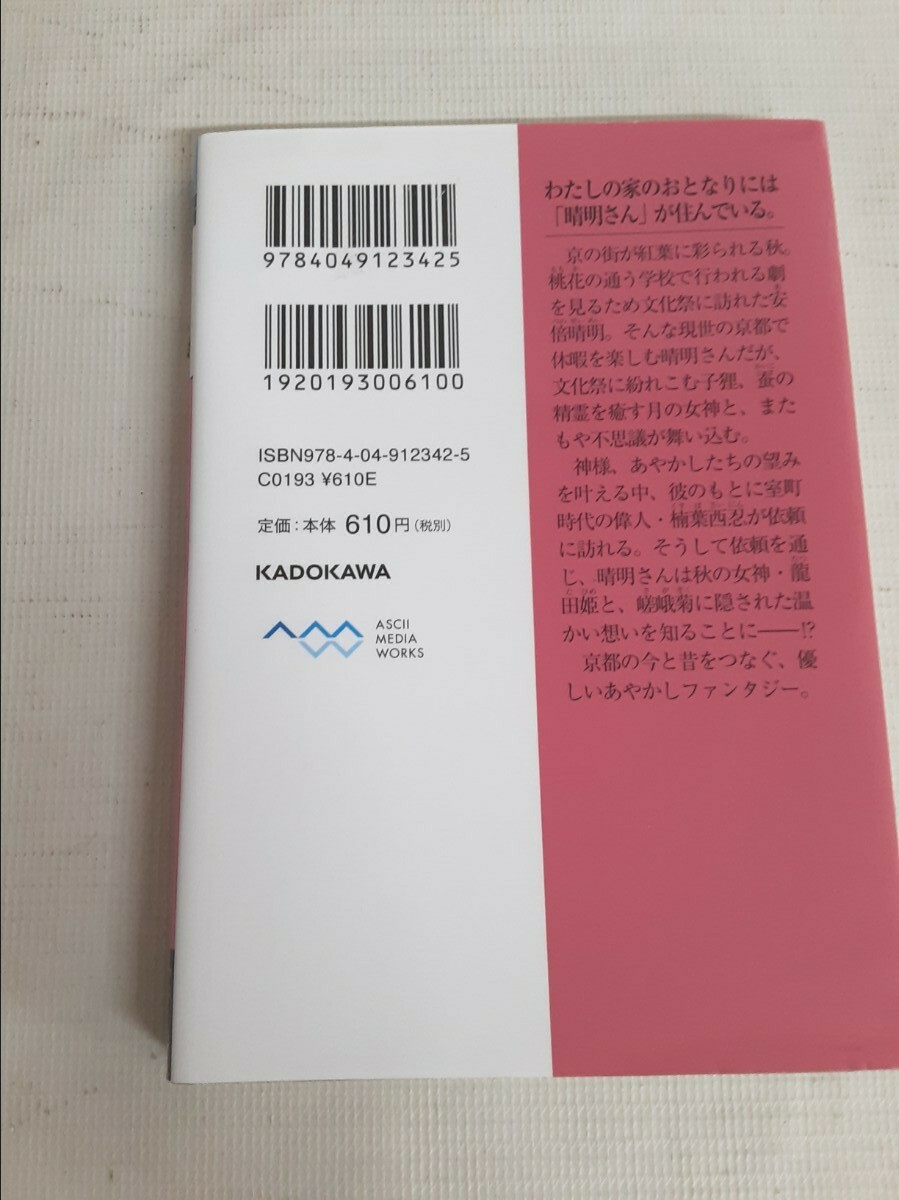 9784049123425
1920193006100
ISBN978-4-04-912342-5
C0193 ¥610E
定価：本体 610円（税別）
KADOKAWA
ASCII
MEDIA
WORKS
わたしの家のおとなりには
「晴明さん」が住んでいる。
京の街が紅葉に彩られる秋。
桃花の通う学校で行われる劇
を見るため文化祭に訪れた安
倍晴明。そんな現世の京都で
休暇を楽しむ晴明さんだが、
文化祭に紛れこむ子狸、蚕の
精霊を癒す月の女神と、また
もや不思議が舞い込む。
神様、あやかしたちの望み
を叶える中、彼のもとに室町
時代の偉人・楠葉西忍が依頼
に訪れる。そうして依頼を通
じ、晴明さんは秋の女神・龍
田姫と、嵯峨菊に隠された温
かい想いを知ることに――!?
京都の今と昔をつなぐ、優
しいあやかしファンタジー。